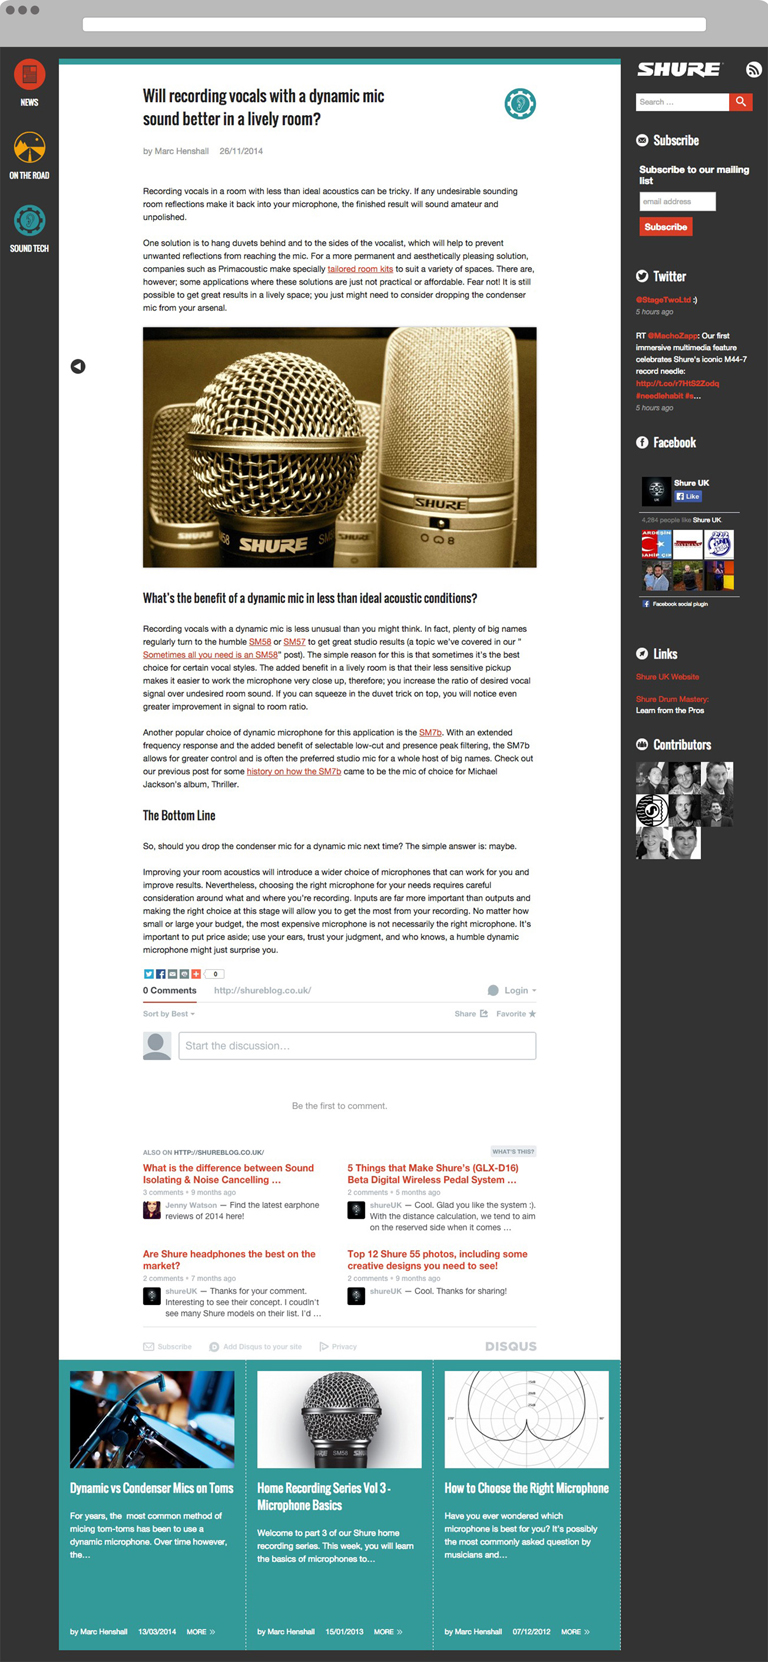 NEWS
ON THE ROAD
SOUND TECH
Will recording vocals with a dynamic mic
sound better in a lively room?
by Marc Henshall 26/11/2014
Recording vocals in a room with less than ideal acoustics can be tricky. If any undesirable sounding
room reflections make it back into your microphone, the finished result will sound amateur and
unpolished.
One solution is to hang duvets behind and to the sides of the vocalist, which will help to prevent
unwanted reflections from reaching the mic. For a more permanent and aesthetically pleasing solution,
companies such as Primacoustic make specially tailored room kits to suit a variety of spaces. There are,
however; some applications where these solutions are just not practical or affordable. Fear not! It is still
possible to get great results in a lively space; you just might need to consider dropping the condenser
mic from your arsenal.
SHURE
SM58
SHURE
SHURE
SM58
SHURE
OQ8
What's the benefit of a dynamic mic in less than ideal acoustic conditions?
Recording vocals with a dynamic mic is less unusual than you might think. In fact, plenty of big names
regularly turn to the humble SM58 or SM57 to get great studio results (a topic we've covered in our "
Sometimes all you need is an SM58" post). The simple reason for this is that sometimes it's the best
choice for certain vocal styles. The added benefit in a lively room is that their less sensitive pickup
makes it easier to work the microphone very close up, therefore; you increase the ratio of desired vocal
signal over undesired room sound. If you can squeeze in the duvet trick on top, you will notice even
greater improvement in signal to room ratio.
Another popular choice of dynamic microphone for this application is the SM7b. With an extended
frequency response and the added benefit of selectable low-cut and presence peak filtering, the SM7b
allows for greater control and is often the preferred studio mic for a whole host of big names. Check out
our previous post for some history on how the SM7b came to be the mic of choice for Michael
Jackson's album, Thriller.
The Bottom Line
So, should you drop the condenser mic for a dynamic mic next time? The simple answer is: maybe.
Improving your room acoustics will introduce a wider choice of microphones that can work for you and
improve results. Nevertheless, choosing the right microphone for your needs requires careful
consideration around what and where you're recording. Inputs are far more important than outputs and
making the right choice at this stage will allow you to get the most from your recording. No matter how
small or large your budget, the most expensive microphone is not necessarily the right microphone. It's
important to put price aside; use your ears, trust your judgment, and who knows, a humble dynamic
microphone might just surprise you.
0
0 Comments http://shureblog.co.uk/ Login
Sort by Best Share Favorite
Start the discussion...
Be the first to comment.
ALSO ON HTTP://SHUREBLOG.CO.UK/ WHAT'S THIS?
What is the difference between Sound
Isolating & Noise Cancelling ...
3 comments • 9 months ago
Jenny Watson — Find the latest earphone
reviews of 2014 here!
5 Things that Make Shure's (GLX-D16)
Beta Digital Wireless Pedal System ...
2 comments • 5 months ago
shureUK — Cool. Glad you like the system :).
With the distance calculation, we tend to aim
on the reserved side when it comes ...
Are Shure headphones the best on the
market?
2 comments • 7 months ago
shureUK — Thanks for your comment.
Interesting to see their concept. I coudln't
see many Shure models on their list. I'd ...
Top 12 Shure 55 photos, including some
creative designs you need to see!
2 comments • 9 months ago
shureUK — Cool. Thanks for sharing!
Subscribe Add Disqus to your site Privacy DISQUS
Dynamic vs Condenser Mics on Toms
For years, the most common method of
micing tom-toms has been to use a
dynamic microphone. Over time however,
the...
by Marc Henshall 13/03/2014 MORE »
SHURE
SM58
Home Recording Series Vol 3 -
Microphone Basics
Welcome to part 3 of our Shure home
recording series. This week, you will learn
the basics of microphones to...
by Marc Henshall 15/01/2013 MORE »
How to Choose the Right Microphone
Have you ever wondered which
microphone is best for you? It's possibly
the most commonly asked question by
musicians and...
by Marc Henshall 07/12/2012 MORE »
SHURE
Search ...
Subscribe
Subscribe to our mailing
list
email address
Subscribe
Twitter
@StageTwoLtd :)
5 hours ago
RT @MachoZapp: Our first
immersive multimedia feature
celebrates Shure's iconic M44-7
record needle:
http://t.co/r7HtS2Zodq
#needlehabit #s...
5 hours ago
Facebook
Shure UK
Like
4,284 people like Shure UK.
Facebook social plugin
Links
Shure UK Website
Shure Drum Mastery:
Learn from the Pros
Contributors